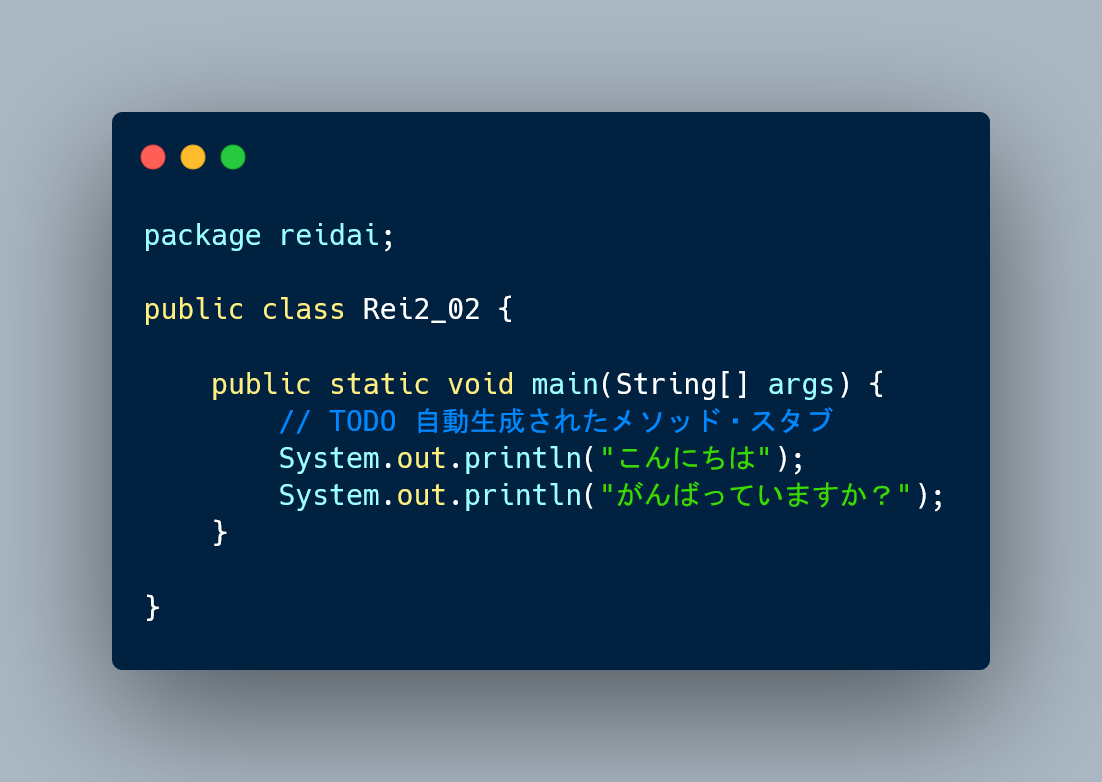 package reidai;
public class Rei2_02 {
public static void main(String[] args) {
// TODO 自動生成されたメソッド・スタブ
System.out.println("こんにちは");
System.out.println("がんばっていますか？");
}
}